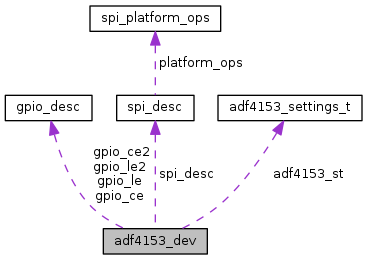 spi_platform_ops
platform_ops
gpio_desc
spi_desc
adf4153_settings_t
gpio_ce2
gpio_le2
gpio_le
gpio_ce
spi_desc
adf4153_st
adf4153_dev